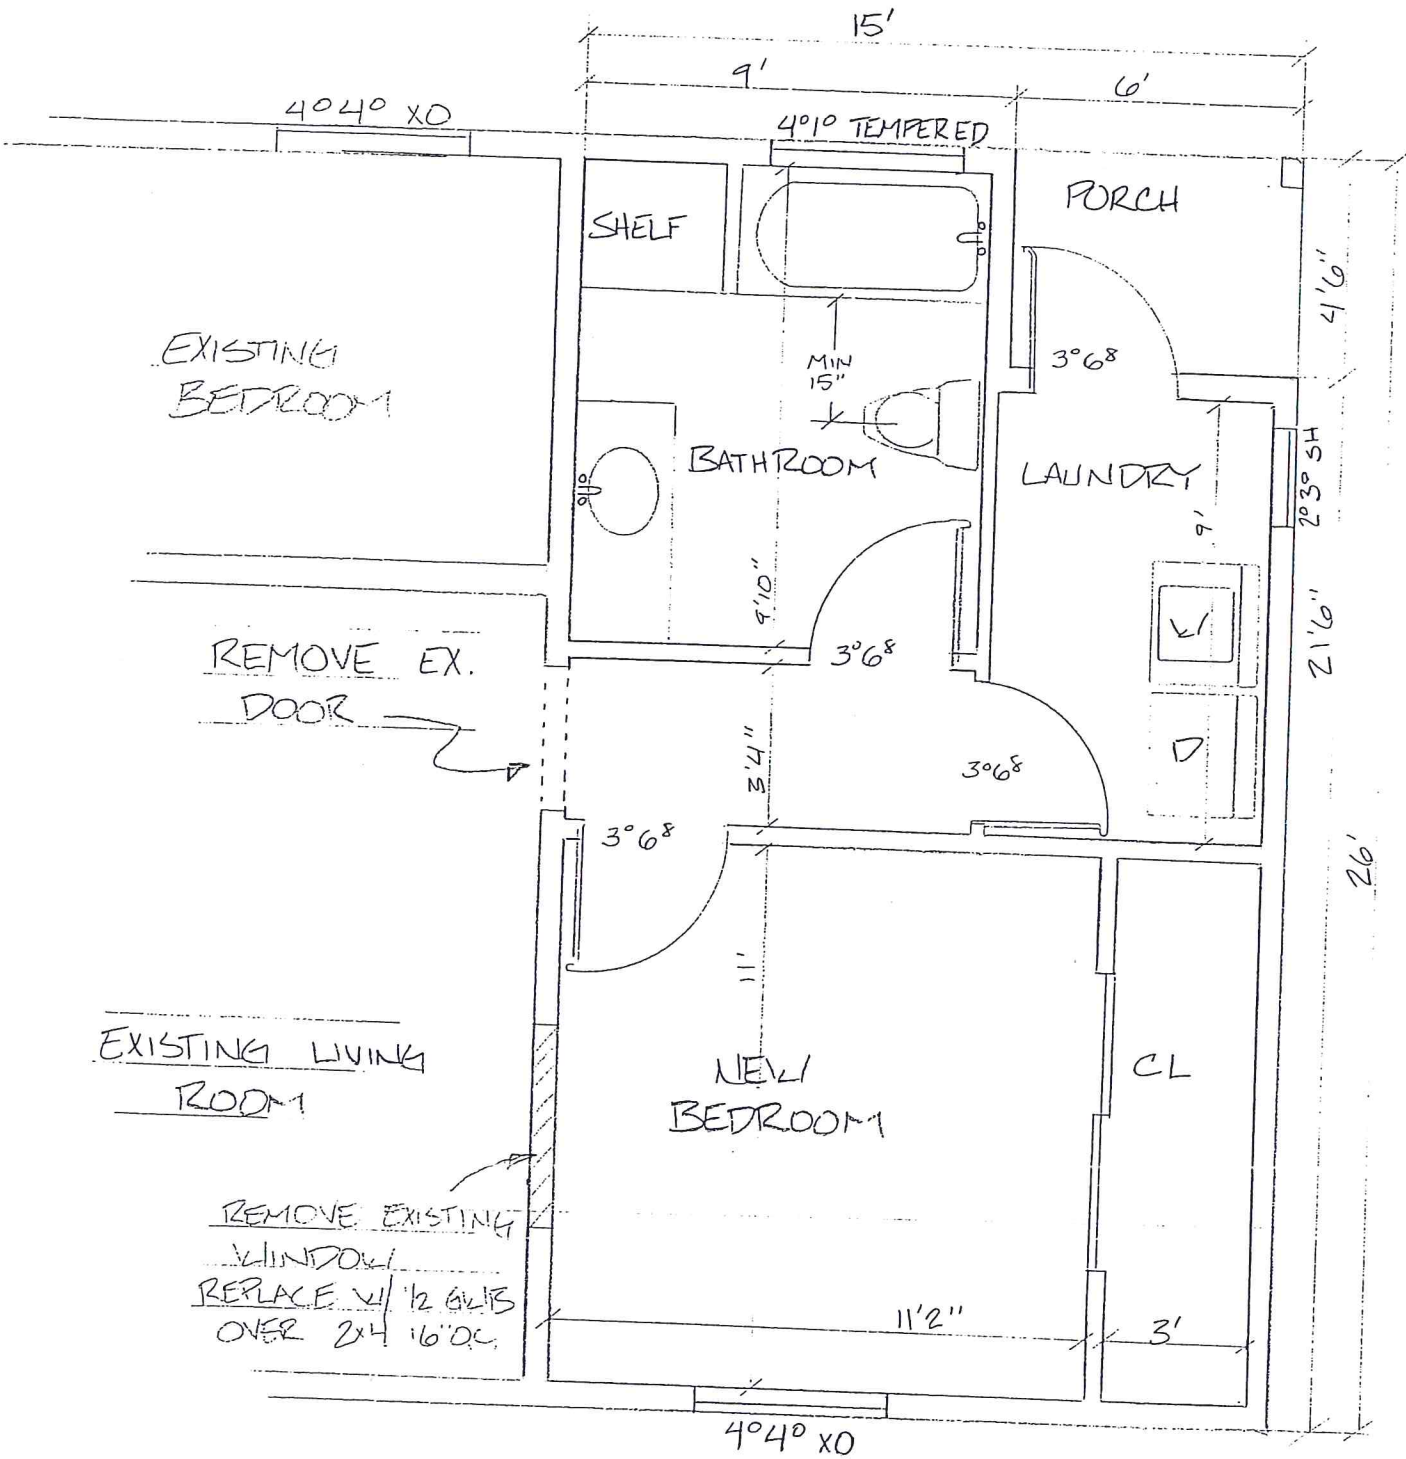 15'
9'
6'
4⁰4⁰ XO
4⁰1⁰ TEMPERED
PORCH
SHELF
4'6"
EXISTING
BEDROOM
MIN
15"
3⁰6⁸
BATHROOM
LAUNDRY
2⁰3⁰ SH
9'
9'10"
W
21'6"
REMOVE EX.
DOOR
3⁰6⁸
3'4"
3⁰6⁸
D
3⁰6⁸
26'
11'
EXISTING LIVING
ROOM
NEW
BEDROOM
CL
REMOVE EXISTING
WINDOW
REPLACE W/ 1/2 GWB
OVER 2x4 16"O.C.
11'2"
3'
4⁰4⁰ XO